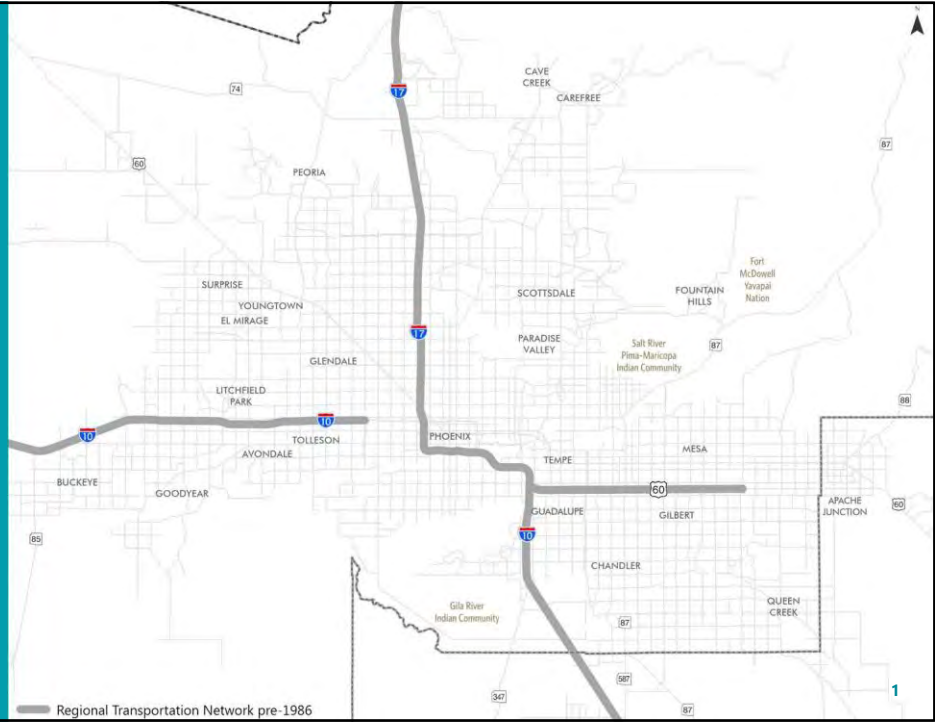 N
17
CAVE
CREEK
CAREFREE
74
87
60
PEORIA
Fort
McDowell
Yavapai
Nation
SURPRISE
SCOTTSDALE
FOUNTAIN
HILLS
YOUNGTOWN
EL MIRAGE
17
PARADISE
VALLEY
87
Salt River
Pima-Maricopa
Indian Community
GLENDALE
LITCHFIELD
PARK
88
10
10
TOLLESON
PHOENIX
AVONDALE
MESA
TEMPE
BUCKEYE
GOODYEAR
60
APACHE
JUNCTION
60
GUADALUPE
GILBERT
85
10
CHANDLER
QUEEN
CREEK
Gila River
Indian Community
87
587
347
87
1
Regional Transportation Network pre-1986